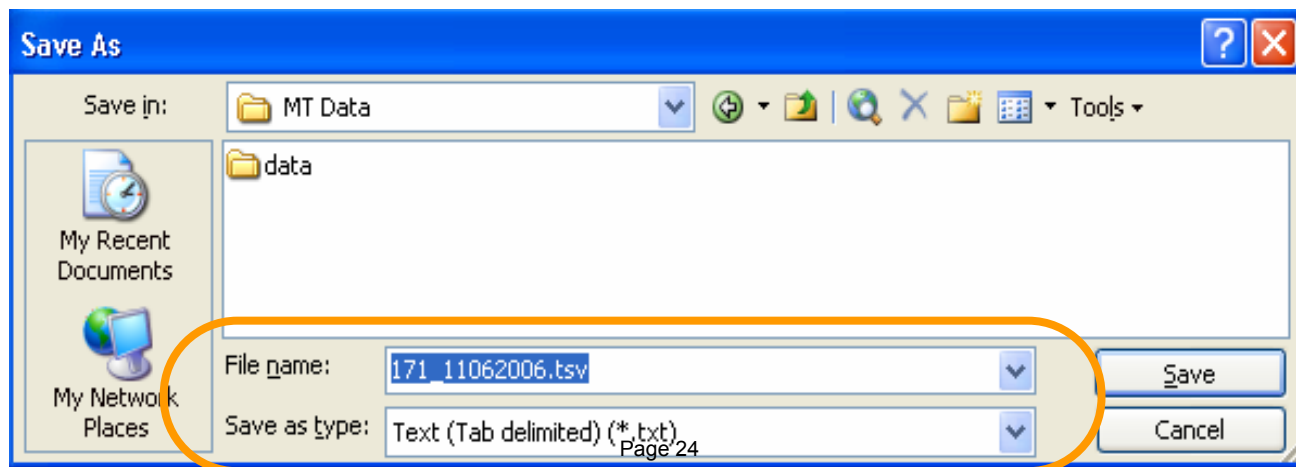 Save As
Save in: MT Data Tools
data
My Recent
Documents
My Network
Places
File name: 171_11062006.tsv Save
Save as type: Text (Tab delimited) (*.txt) Cancel
Page 24